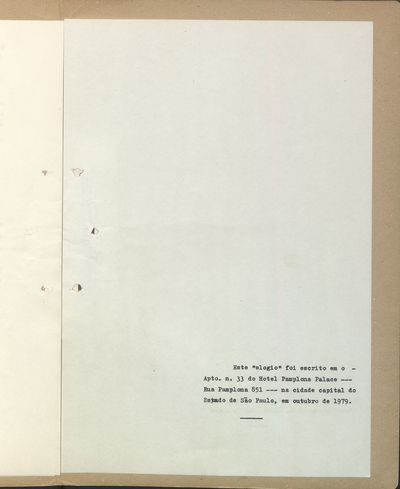 Este "elogio" foi escrito em o -
Apto. n. 33 do Hotel Pamplona Palace ---
Rua Pamplona 851 --- na cidade capital do
Estado de São Paulo, em outubro de 1979.